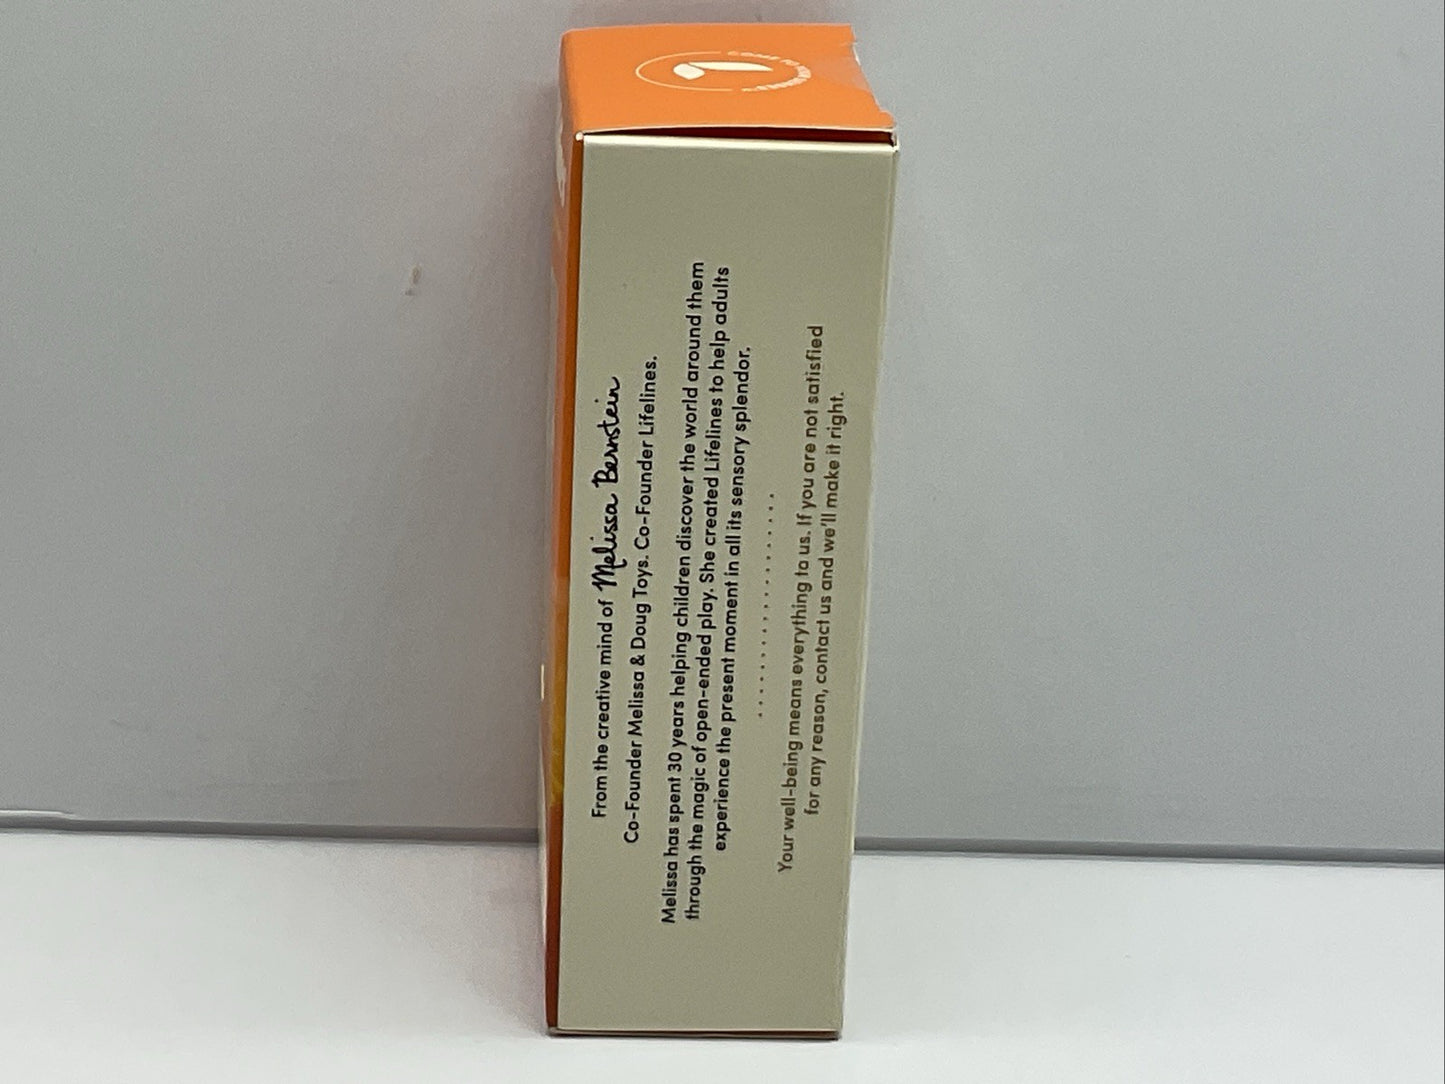 COME TO
From the creative mind of Melissa Bernstein
Co-Founder Melissa & Doug Toys. Co-Founder Lifelines.
Melissa has spent 30 years helping children discover the world around them
through the magic of open-ended play. She created Lifelines to help adults
experience the present moment in all its sensory splendor.
Your well-being means everything to us. If you are not satisfied
for any reason, contact us and we'll make it right.